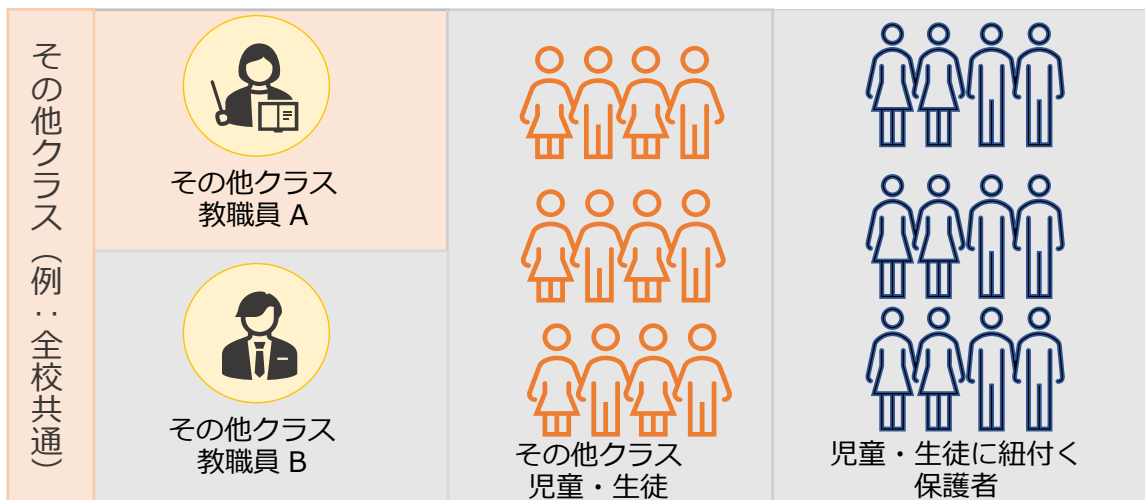 その他クラス（例：全校共通）
その他クラス
教職員 A
その他クラス
教職員 B
その他クラス
児童・生徒
児童・生徒に紐付く
保護者